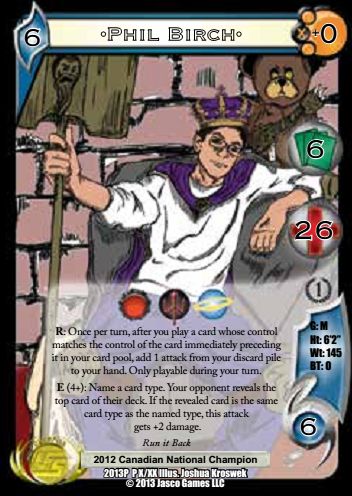 6
•PHIL BIRCH•
+0
6
26
1
R: Once per turn, after you play a card whose control
matches the control of the card immediately preceding
it in your card pool, add 1 attack from your discard pile
to your hand. Only playable during your turn.
E (4+): Name a card type. Your opponent reveals the
top card of their deck. If the revealed card is the same
card type as the named type, this attack
gets +2 damage.
Run it Back
G: M
Ht: 6'2"
Wt: 145
BT: 0
6
2012 Canadian National Champion
2013P P.X/XX Illus. Joshua Kroswek
© 2013 Jasco Games LLC